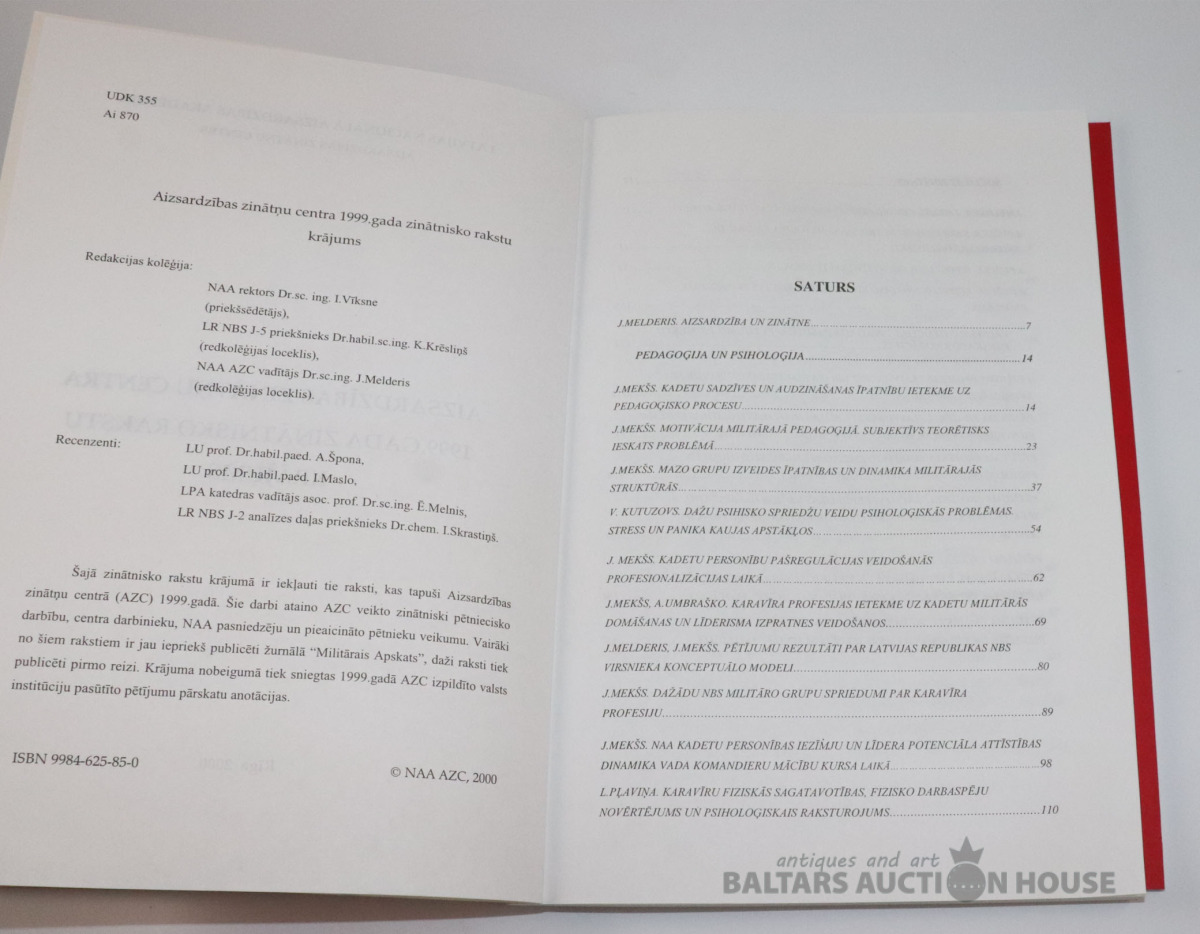 UDK 355
Ai 870
Aizsardzības zinātņu centra 1999.gada zinātnisko rakstu
krājums
Redakcijas kolēģija:
NAA rektors Dr.sc. ing. I.Vīksne
(priekšsēdētājs),
LR NBS J-5 priekšnieks Dr.habil.sc.ing. K.Krēsliņš
(redkolēģijas loceklis),
NAA AZC vadītājs Dr.sc.ing. J.Melderis
(redkolēģijas loceklis).
Recenzenti:
LU prof. Dr.habil.paed. A.Špona,
LU prof. Dr.habil.paed. I.Maslo,
LPA katedras vadītājs asoc. prof. Dr.sc.ing. Ē.Melnis,
LR NBS J-2 analīzes daļas priekšnieks Dr.chem. I.Skrastiņš.
Šajā zinātnisko rakstu krājumā ir iekļauti tie raksti, kas tapuši Aizsardzības
zinātņu centrā (AZC) 1999.gadā. Šie darbi ataino AZC veikto zinātniski pētniecisko
darbību, centra darbinieku, NAA pasniedzēju un pieaicināto pētnieku veikumu. Vairāki
no šiem rakstiem ir jau iepriekš publicēti žurnālā “Militārais Apskats”, daži raksti tiek
publicēti pirmo reizi. Krājuma nobeigumā tiek sniegtas 1999.gadā AZC izpildīto valsts
institūciju pasūtīto pētījumu pārskatu anotācijas.
ISBN 9984-625-85-0
© NAA AZC, 2000
SATURS
J.MELDERIS. AIZSARDZĪBA UN ZINĀTNE....7
PEDAGOĢIJA UN PSIHOLOĢIJA....14
J.MEKŠS. KADETU SADZĪVES UN AUDZINĀŠANAS ĪPATNĪBU IETEKME UZ
PEDAGOĢISKO PROCESU....14
J.MEKŠS. MOTIVĀCIJA MILITĀRAJĀ PEDAGOĢIJĀ. SUBJEKTĪVS TEORĒTISKS
IESKATS PROBLĒMĀ....23
J.MEKŠS. MAZO GRUPU IZVEIDES ĪPATNĪBAS UN DINAMIKA MILITĀRAJĀS
STRUKTŪRĀS....37
V. KUTUZOVS. DAŽU PSIHISKO SPRIEDŽU VEIDU PSIHOLOĢISKĀS PROBLĒMAS.
STRESS UN PANIKA KAUJAS APSTĀKĻOS....54
J. MEKŠS. KADETU PERSONĪBU PAŠREGULĀCIJAS VEIDOŠANĀS
PROFESIONALIZĀCIJAS LAIKĀ....62
J.MEKŠS, A.UMBRAŠKO. KARAVĪRA PROFESIJAS IETEKME UZ KADETU MILITĀRĀS
DOMĀŠANAS UN LĪDERISMA IZPRATNES VEIDOŠANOS....69
J.MELDERIS, J.MEKŠS. PĒTĪJUMU REZULTĀTI PAR LATVIJAS REPUBLIKAS NBS
VIRSNIEKA KONCEPTUĀLO MODELI....80
J.MEKŠS. DAŽĀDU NBS MILITĀRO GRUPU SPRIEDUMI PAR KARAVĪRA
PROFESIJU....89
J.MEKŠS. NAA KADETU PERSONĪBAS IEZĪMJU UN LĪDERA POTENCIĀLA ATTĪSTĪBAS
DINAMIKA VADA KOMANDIERU MĀCĪBU KURSA LAIKĀ....98
L.PĻAVIŅA. KARAVĪRU FIZISKĀS SAGATAVOTĪBAS, FIZISKO DARBASPĒJU
NOVĒRTĒJUMS UN PSIHOLOĢISKAIS RAKSTUROJUMS....110
antiques and art
BALTARS AUCTION HOUSE